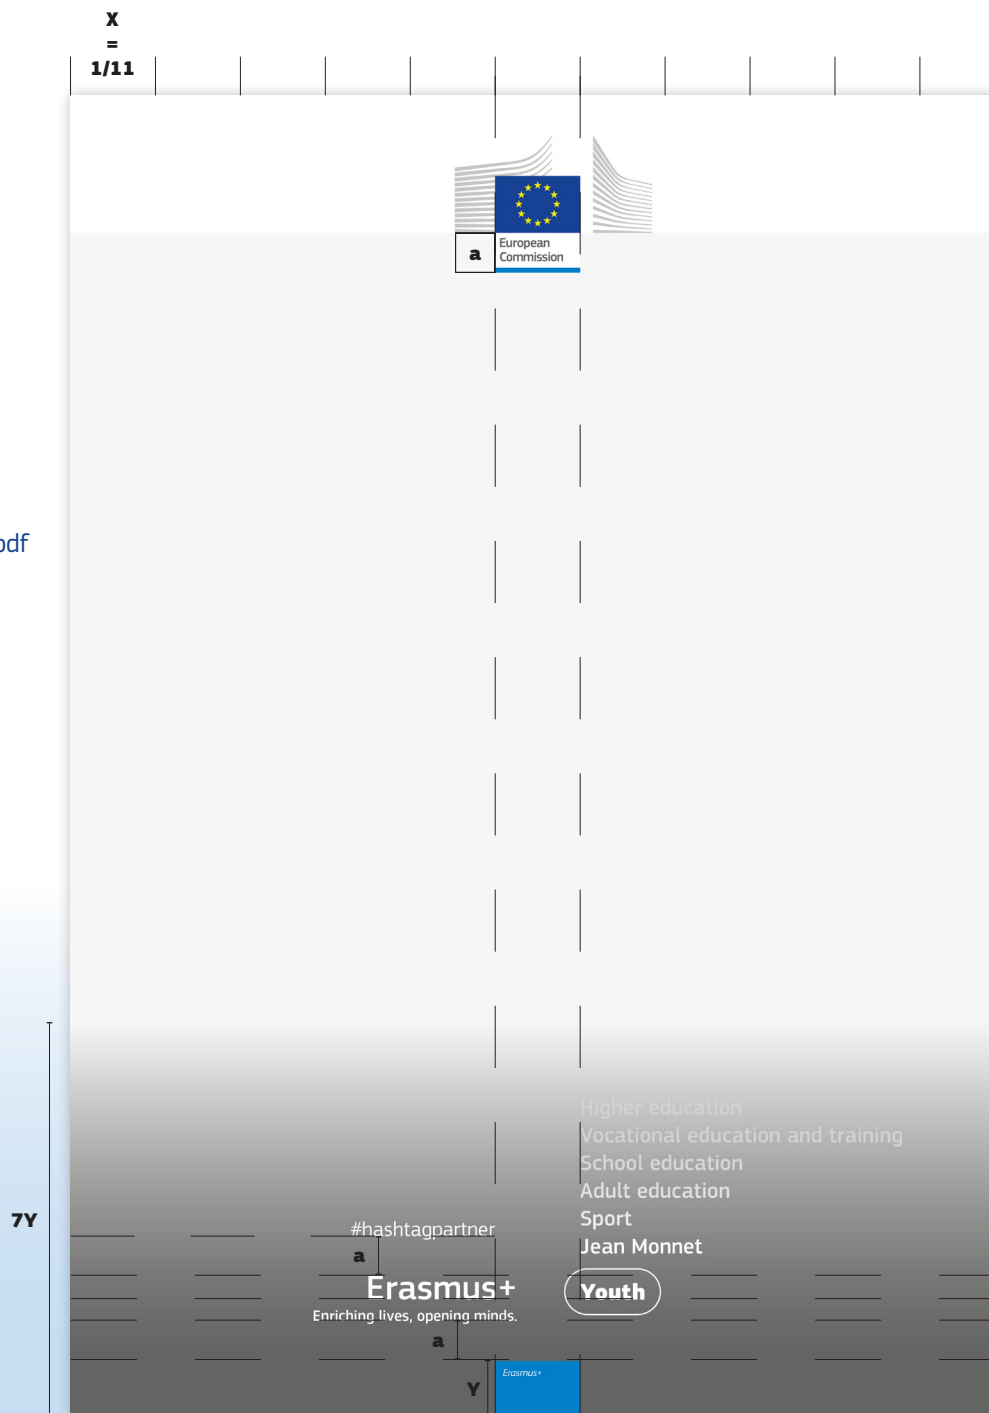 X
=
1/11
European
Commission
a
pdf
Higher education
Vocational education and training
School education
Adult education
Sport
Jean Monnet
Youth
7Y
#hashtagpartner
a
Erasmus+
Enriching lives, opening minds.
a
Y
Erasmus+